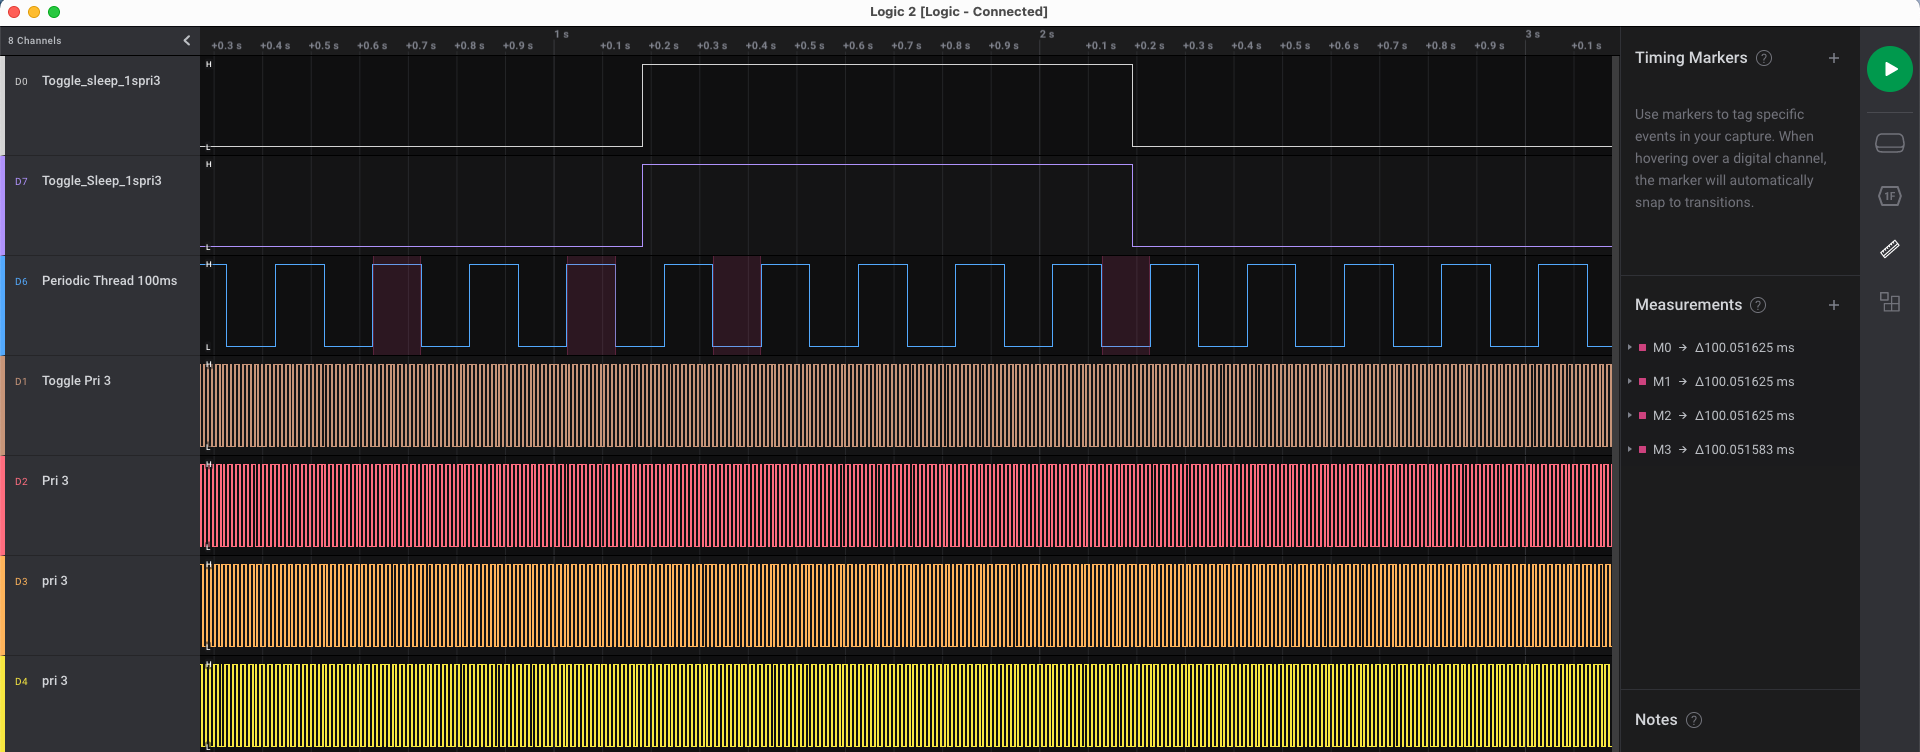 Logic 2 [Logic - Connected]
8 Channels
1 s
2 s
3 s
+0.3 s +0.4 s +0.5 s +0.6 s +0.7 s +0.8 s +0.9 s +0.1 s +0.2 s +0.3 s +0.4 s +0.5 s +0.6 s +0.7 s +0.8 s +0.9 s +0.1 s +0.2 s +0.3 s +0.4 s +0.5 s +0.6 s +0.7 s +0.8 s +0.9 s +0.1 s
D0 Toggle_sleep_1spri3
H
L
D7 Toggle_Sleep_1spri3
H
L
D6 Periodic Thread 100ms
H
L
D1 Toggle Pri 3
H
L
D2 Pri 3
H
L
D3 pri 3
H
L
D4 pri 3
H
L
Timing Markers ? +
Use markers to tag specific
events in your capture. When
hovering over a digital channel,
the marker will automatically
snap to transitions.
Measurements ? +
M0 → Δ100.051625 ms
M1 → Δ100.051625 ms
M2 → Δ100.051625 ms
M3 → Δ100.051583 ms
Notes ?
1F